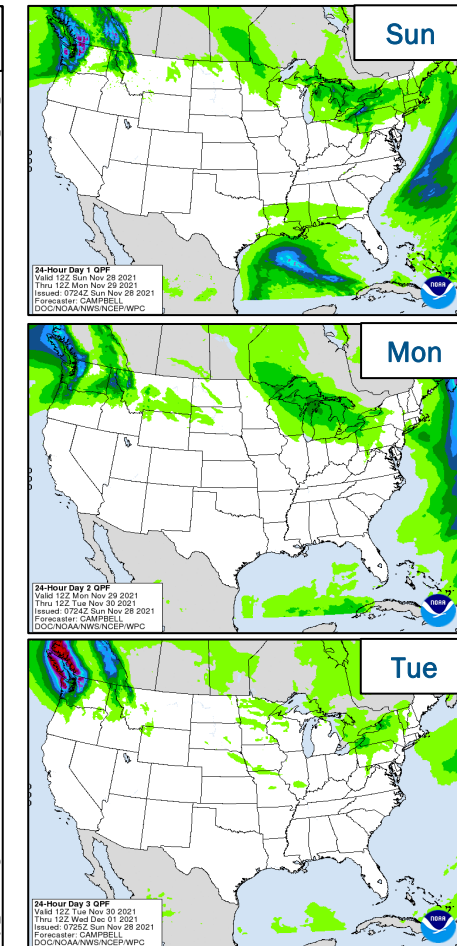 Sun
24-Hour Day 1 QPF
Valid 12Z Sun Nov 28 2021
Thru 12Z Mon Nov 29 2021
Issued: 0724Z Sun Nov 28 2021
Forecaster: CAMPBELL
DOC/NOAA/NWS/NCEP/WPC
NOAA
Mon
24-Hour Day 2 QPF
Valid 12Z Mon Nov 29 2021
Thru 12Z Tue Nov 30 2021
Issued: 0724Z Sun Nov 28 2021
Forecaster: CAMPBELL
DOC/NOAA/NWS/NCEP/WPC
NOAA
Tue
24-Hour Day 3 QPF
Valid 12Z Tue Nov 30 2021
Thru 12Z Wed Dec 01 2021
Issued: 0725Z Sun Nov 28 2021
Forecaster: CAMPBELL
DOC/NOAA/NWS/NCEP/WPC
NOAA